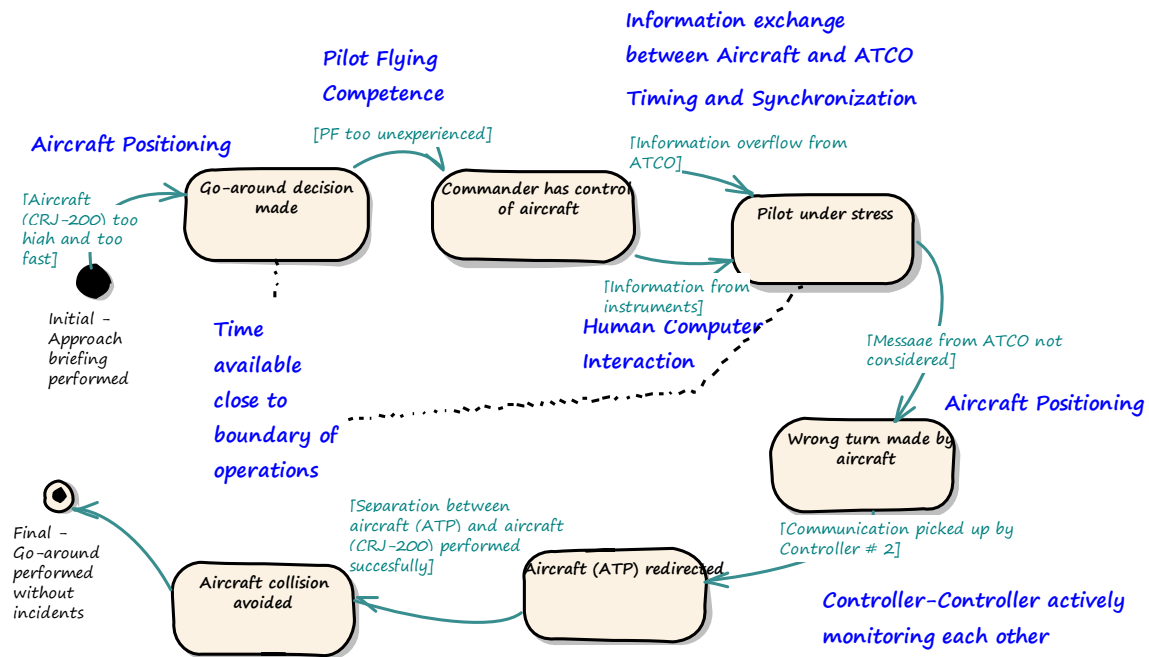 Information exchange
between Aircraft and ATCO
Timing and Synchronization
Pilot Flying
Competence
[PF too unexperienced]
Aircraft Positioning
[Information overflow from
ATCO]
[Aircraft
(CRJ-200) too
high and too
fast]
Go-around decision
made
Commander has control
of aircraft
Pilot under stress
Initial -
Approach
briefing
performed
[Information from
instruments]
Human Computer
Interaction
Time
available
close to
boundary of
operations
[Message from ATCO not
considered]
Aircraft Positioning
Wrong turn made by
aircraft
[Communication picked up by
Controller # 2]
[Separation between
aircraft (ATP) and aircraft
(CRJ-200) performed
succesfully]
Aircraft (ATP) redirected
Aircraft collision
avoided
Final -
Go-around
performed
without
incidents
Controller-Controller actively
monitoring each other